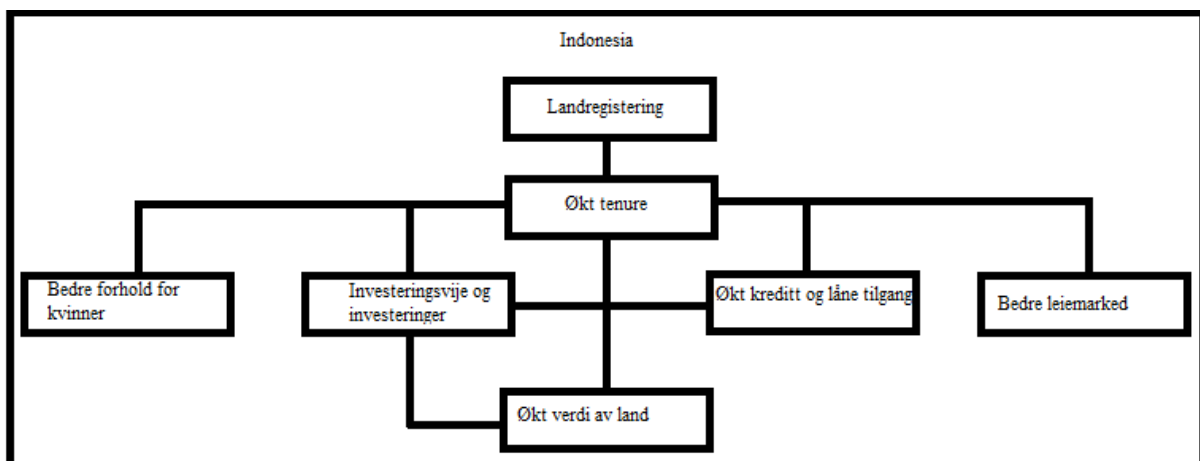 Indonesia
Landregistering
Økt tenure
Bedre forhold for
kvinner
Investeringsvije og
investeringer
Økt kreditt og låne tilgang
Bedre leiemarked
Økt verdi av land